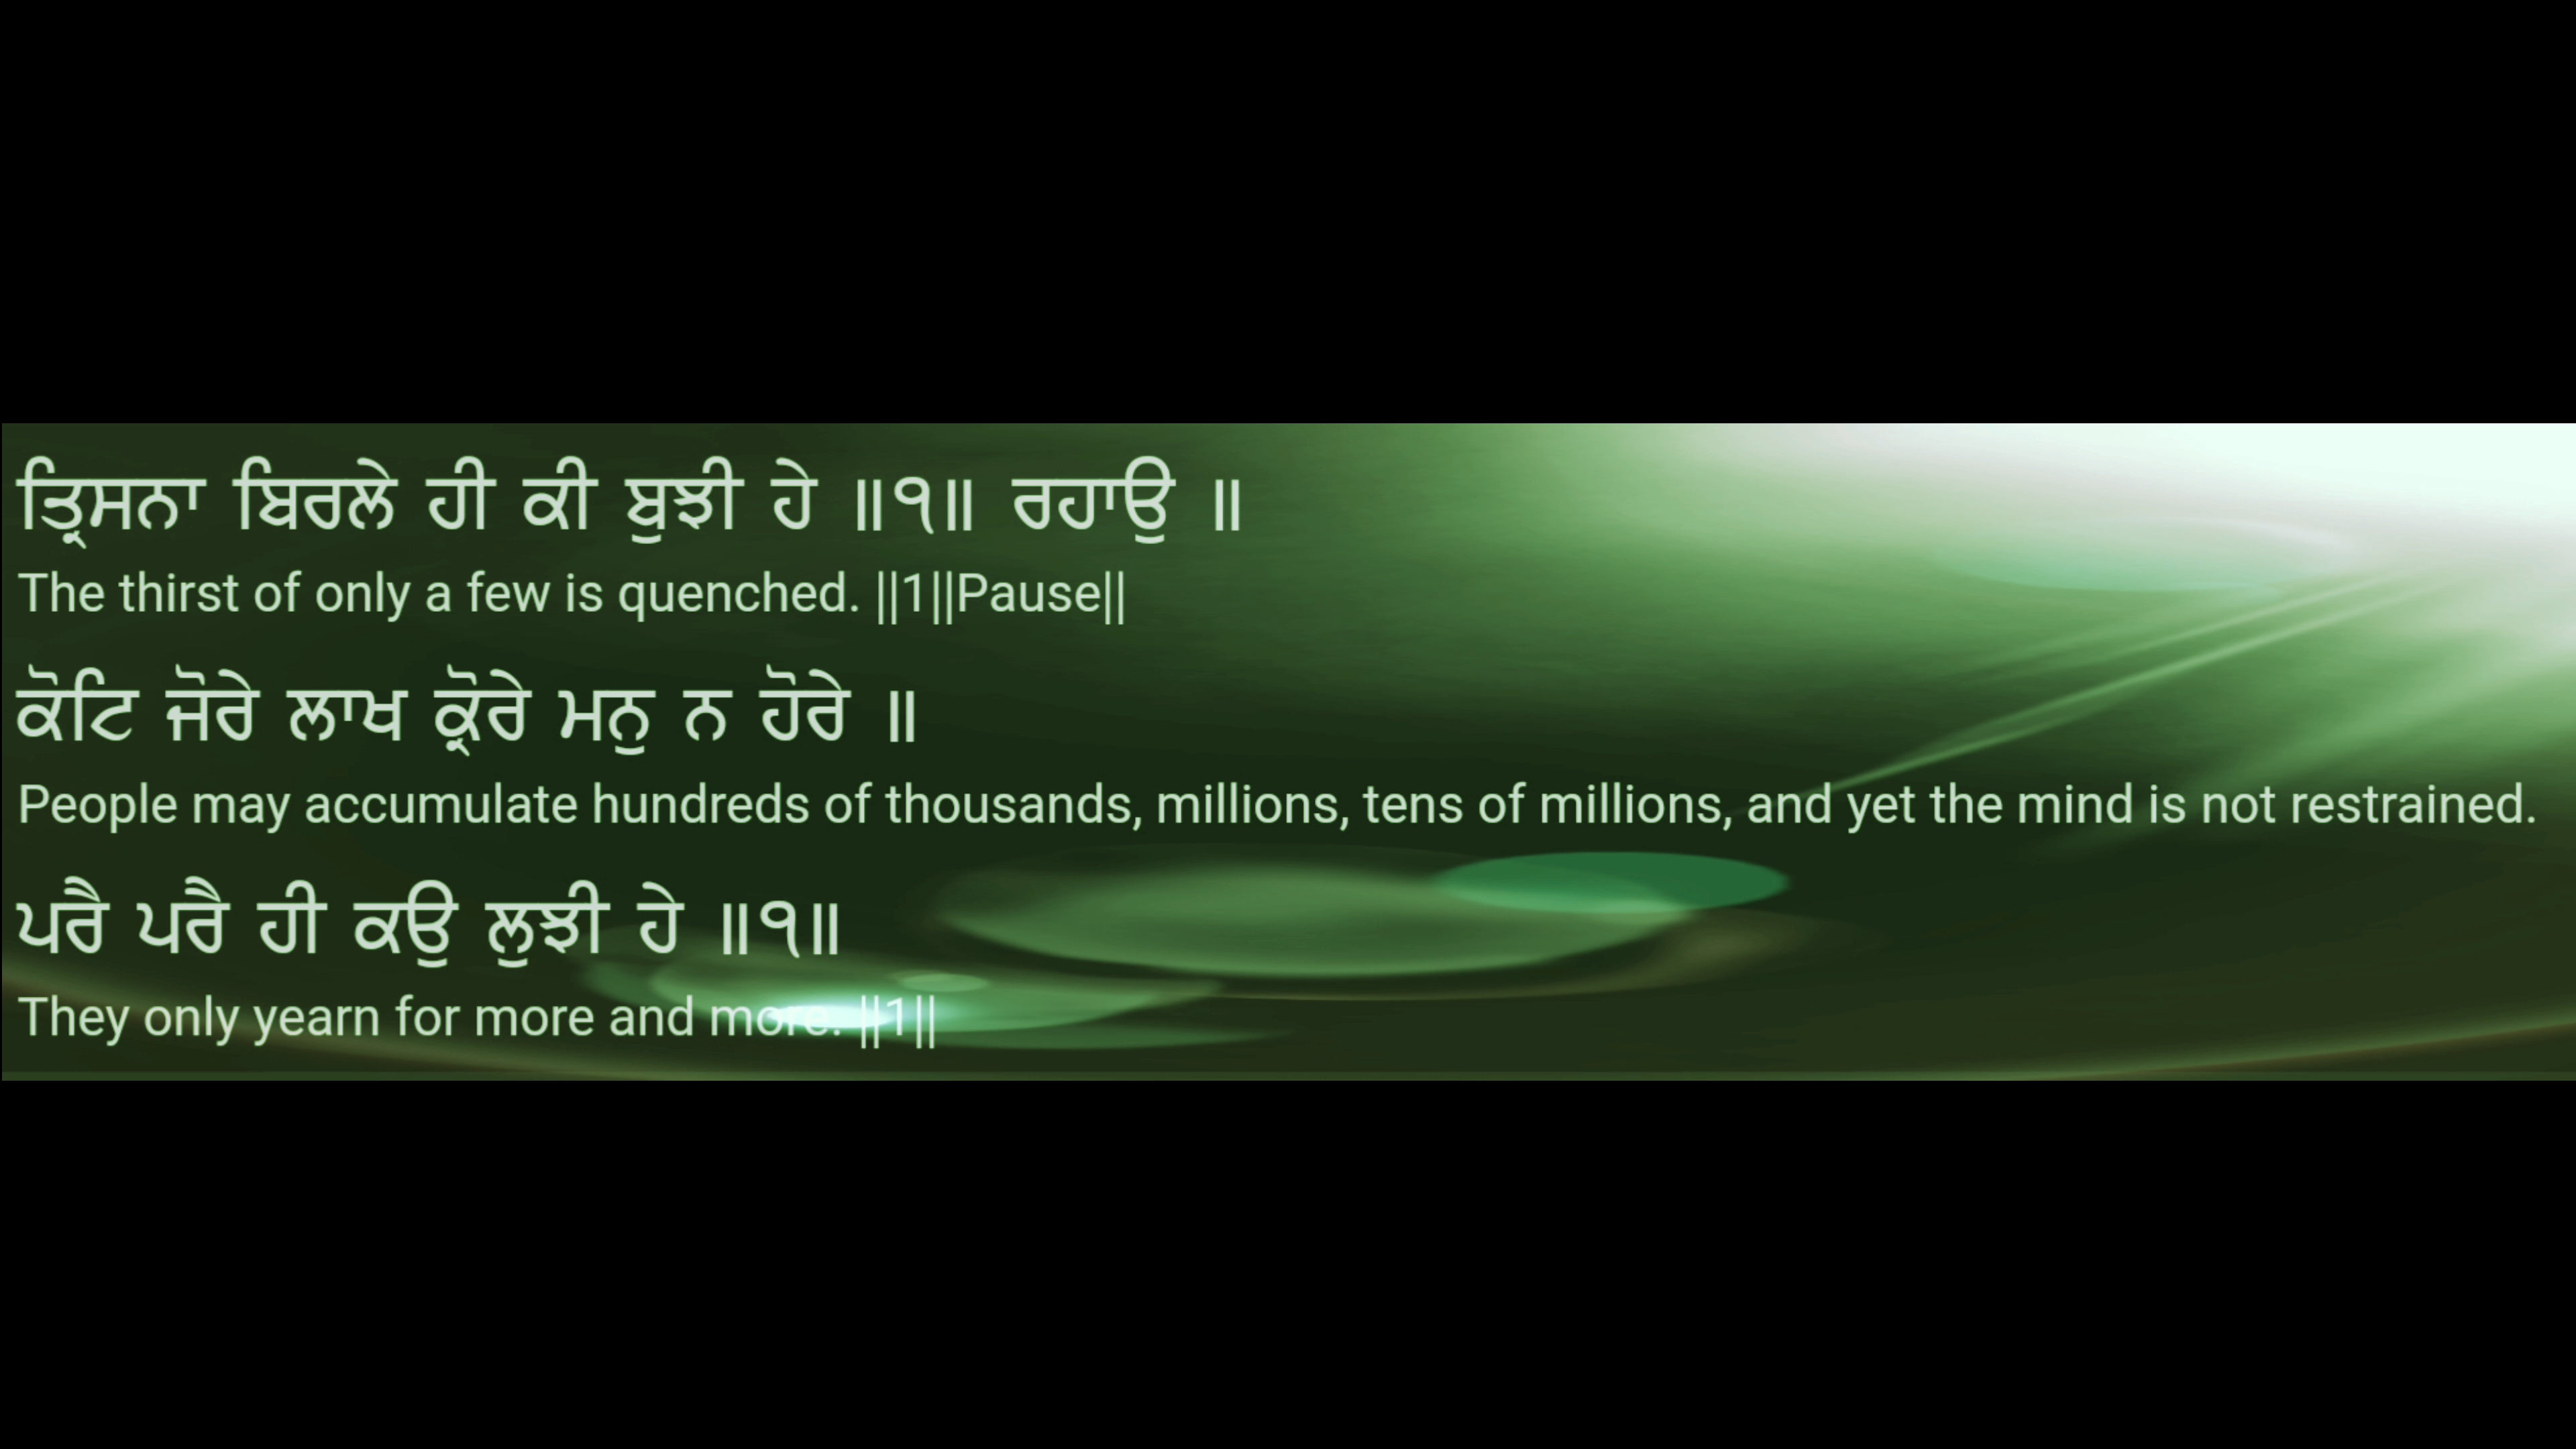 ਤ੍ਰਿਸਨਾ ਬਿਰਲੇ ਹੀ ਕੀ ਬੁਝੀ ਹੇ ॥੧॥ ਰਹਾਉ ॥
The thirst of only a few is quenched. ||1||Pause||
ਕੋਟਿ ਜੋਰੇ ਲਾਖ ਕ੍ਰੋਰੇ ਮਨੁ ਨ ਹੋਰੇ ॥
People may accumulate hundreds of thousands, millions, tens of millions, and yet the mind is not restrained.
ਪਰੈ ਪਰੈ ਹੀ ਕਉ ਲੁਝੀ ਹੇ ॥੧॥
They only yearn for more and more. ||1||